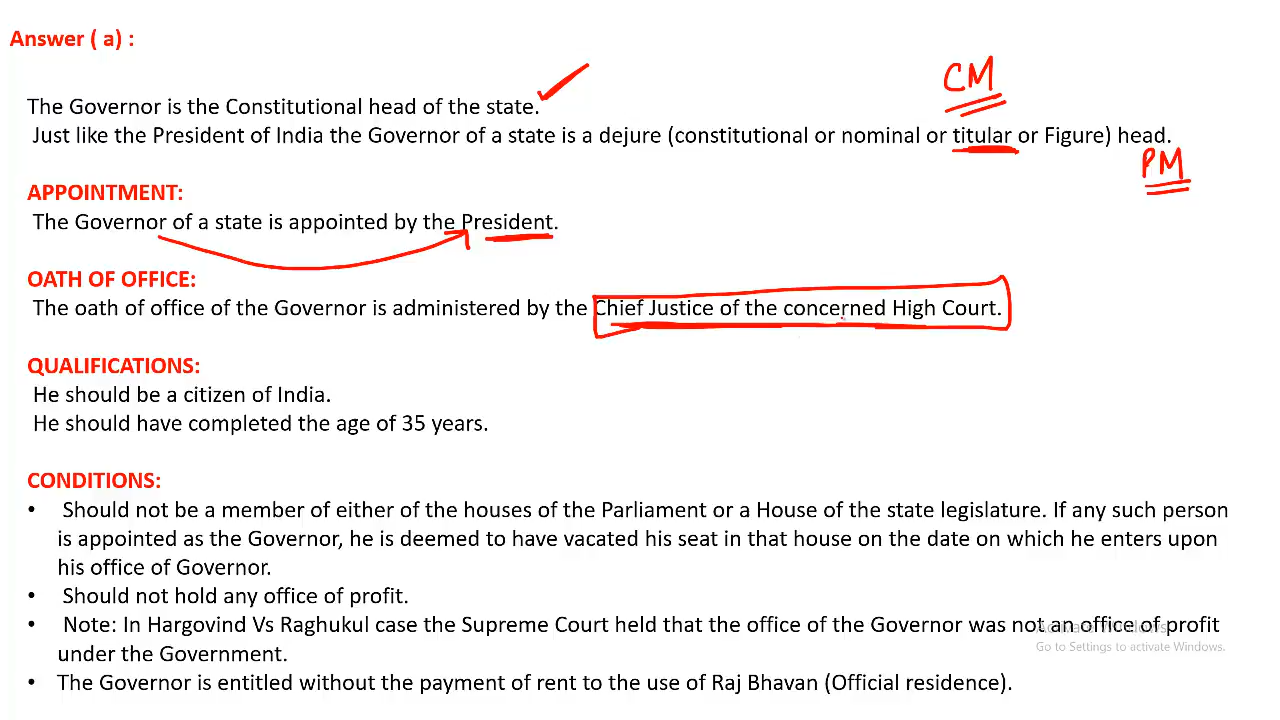 Answer ( a) :
CM
The Governor is the Constitutional head of the state.
Just like the President of India the Governor of a state is a dejure (constitutional or nominal or titular or Figure) head.
PM
APPOINTMENT:
The Governor of a state is appointed by the President.
OATH OF OFFICE:
The oath of office of the Governor is administered by the Chief Justice of the concerned High Court.
QUALIFICATIONS:
He should be a citizen of India.
He should have completed the age of 35 years.
CONDITIONS:
• Should not be a member of either of the houses of the Parliament or a House of the state legislature. If any such person
is appointed as the Governor, he is deemed to have vacated his seat in that house on the date on which he enters upon
his office of Governor.
• Should not hold any office of profit.
• Note: In Hargovind Vs Raghukul case the Supreme Court held that the office of the Governor was not an office of profit
under the Government.
Activate Windows
Go to Settings to activate Windows.
• The Governor is entitled without the payment of rent to the use of Raj Bhavan (Official residence).